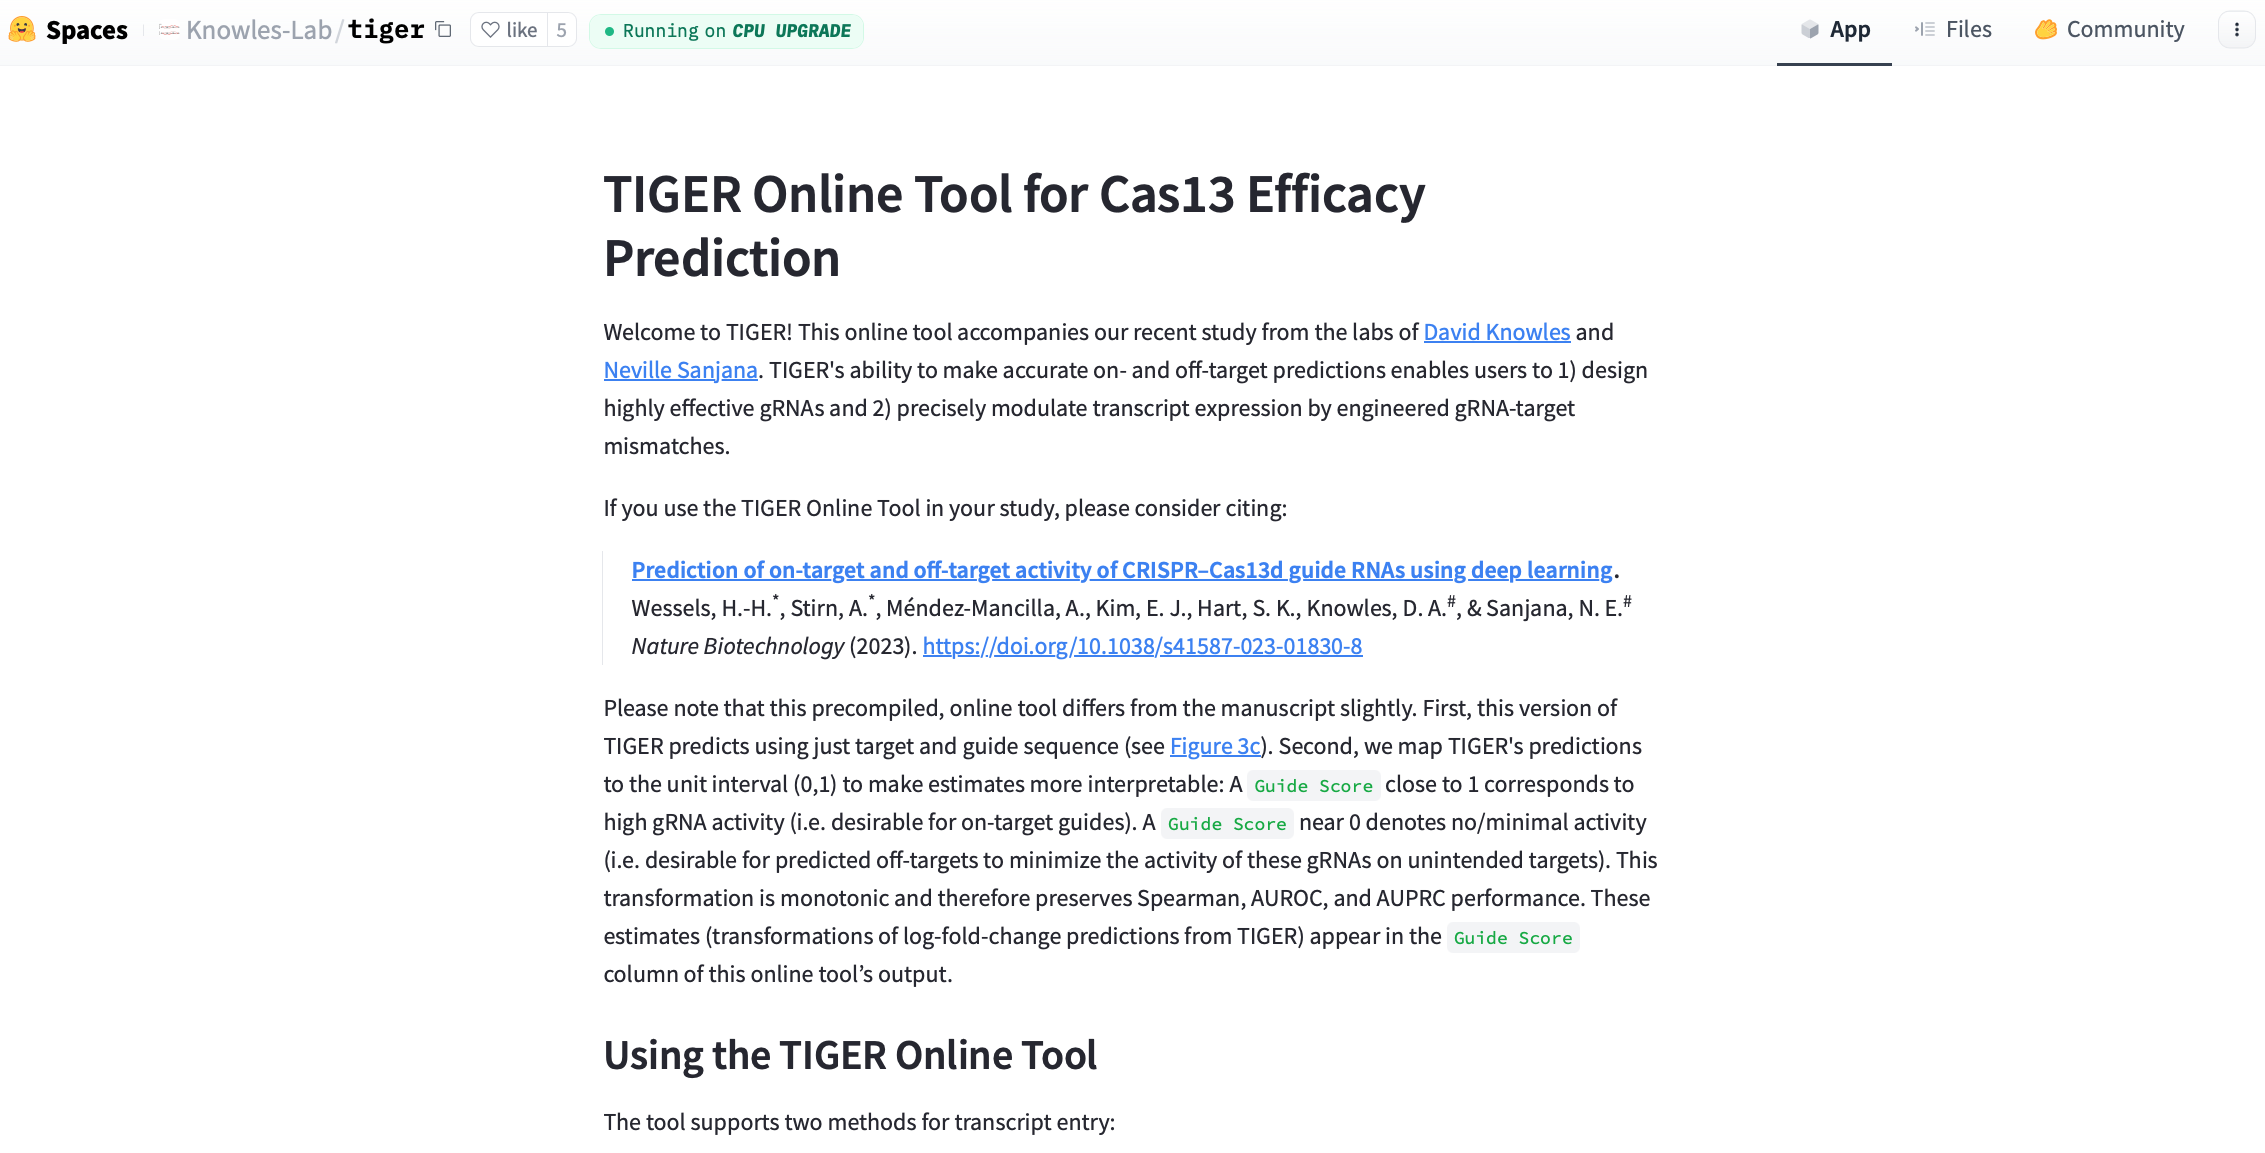 Spaces Knowles-Lab/tiger like 5 Running on CPU UPGRADE App Files Community
TIGER Online Tool for Cas13 Efficacy
Prediction
Welcome to TIGER! This online tool accompanies our recent study from the labs of David Knowles and
Neville Sanjana. TIGER's ability to make accurate on- and off-target predictions enables users to 1) design
highly effective gRNAs and 2) precisely modulate transcript expression by engineered gRNA-target
mismatches.
If you use the TIGER Online Tool in your study, please consider citing:
Prediction of on-target and off-target activity of CRISPR–Cas13d guide RNAs using deep learning.
Wessels, H.-H.*, Stirn, A.*, Méndez-Mancilla, A., Kim, E. J., Hart, S. K., Knowles, D. A.#, & Sanjana, N. E.#
Nature Biotechnology (2023). https://doi.org/10.1038/s41587-023-01830-8
Please note that this precompiled, online tool differs from the manuscript slightly. First, this version of
TIGER predicts using just target and guide sequence (see Figure 3c). Second, we map TIGER's predictions
to the unit interval (0,1) to make estimates more interpretable: A Guide Score close to 1 corresponds to
high gRNA activity (i.e. desirable for on-target guides). A Guide Score near 0 denotes no/minimal activity
(i.e. desirable for predicted off-targets to minimize the activity of these gRNAs on unintended targets). This
transformation is monotonic and therefore preserves Spearman, AUROC, and AUPRC performance. These
estimates (transformations of log-fold-change predictions from TIGER) appear in the Guide Score
column of this online tool’s output.
Using the TIGER Online Tool
The tool supports two methods for transcript entry: